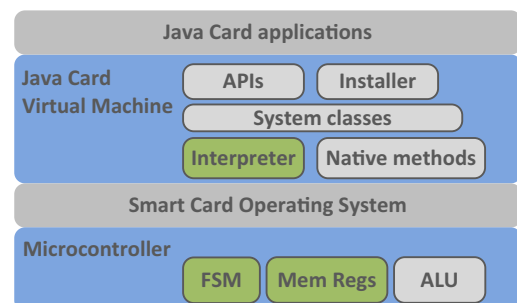 Java Card applications
Java Card
Virtual Machine
APIs
Installer
System classes
Interpreter
Native methods
Smart Card Operating System
Microcontroller
FSM
Mem Regs
ALU